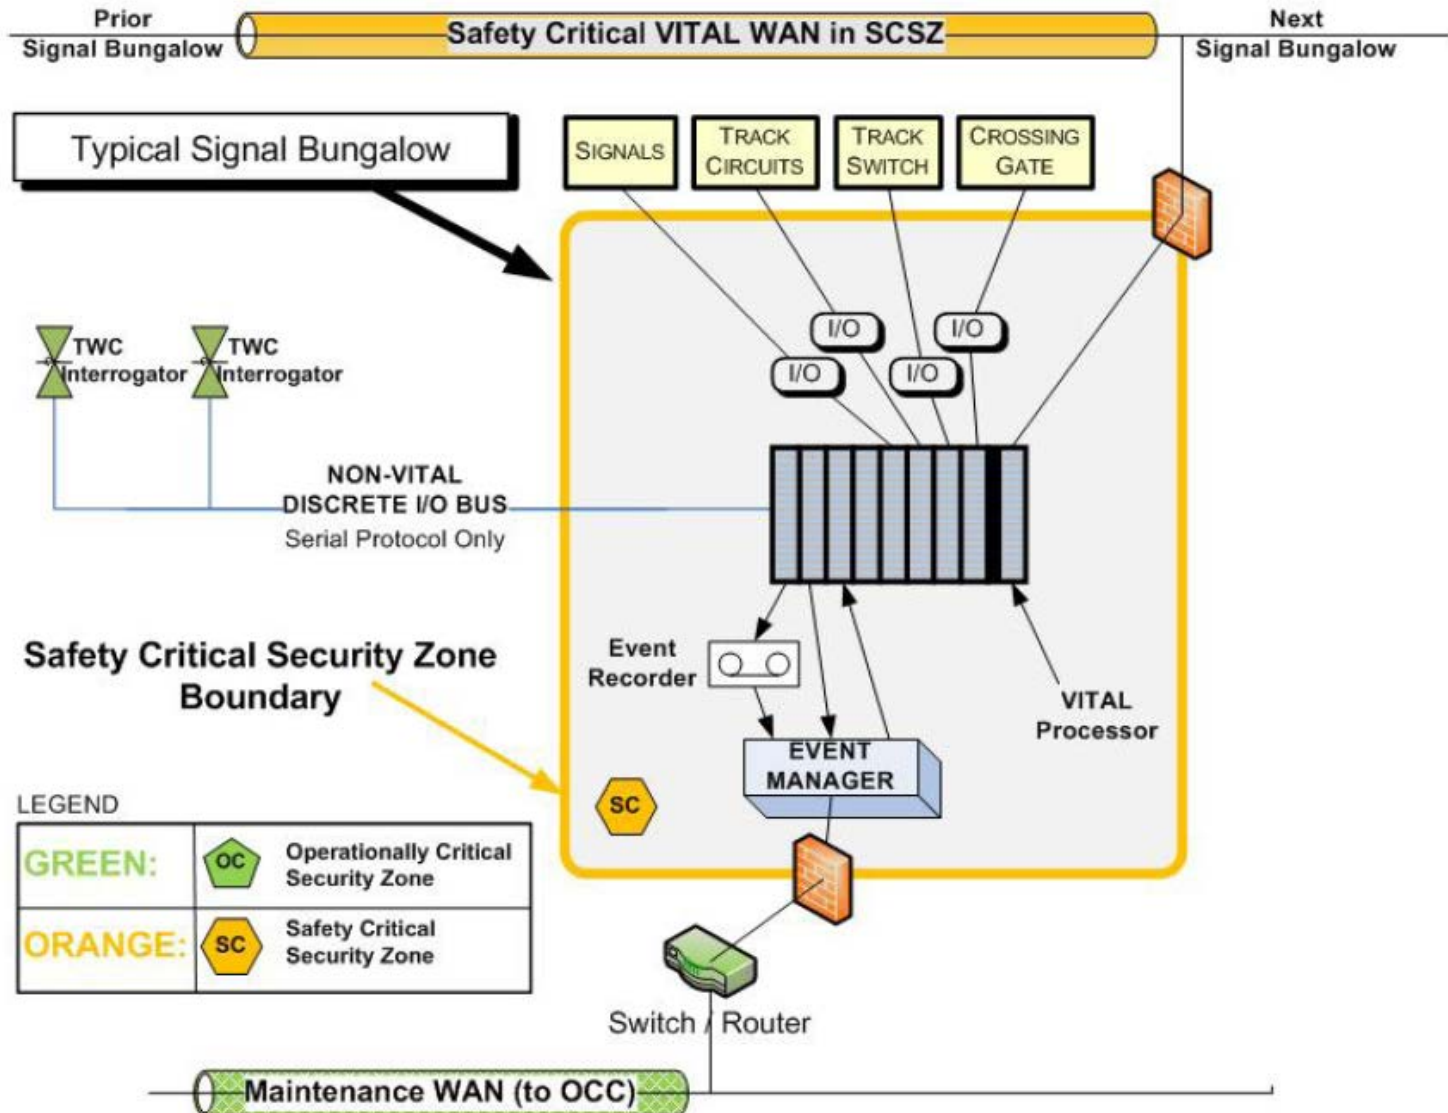 Prior
Signal Bungalow
Safety Critical VITAL WAN in SCSZ
Next
Signal Bungalow
Typical Signal Bungalow
SIGNALS
TRACK
CIRCUITS
TRACK
SWITCH
CROSSING
GATE
I/O
I/O
I/O
I/O
TWC
Interrogator
TWC
Interrogator
NON-VITAL
DISCRETE I/O BUS
Serial Protocol Only
Event
Recorder
VITAL
Processor
EVENT
MANAGER
Safety Critical Security Zone
Boundary
SC
LEGEND
GREEN:
OC
Operationally Critical
Security Zone
ORANGE:
SC
Safety Critical
Security Zone
Switch / Router
Maintenance WAN (to OCC)